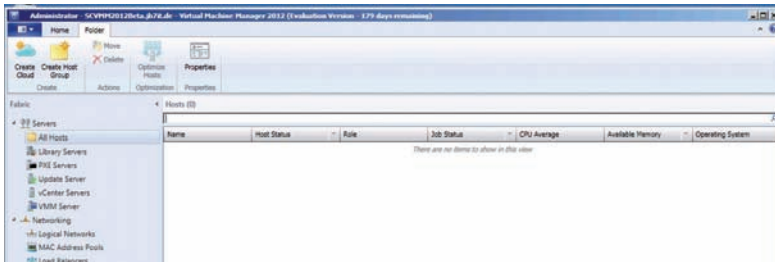 Administrator - SCVMM2012Beta.jb7it.de - Virtual Machine Manager 2012 (Evaluation Version - 179 days remaining)
Home Folder
Create Cloud
Create Host Group
Move
Delete
Optimize Hosts
Properties
Create Actions Optimization Properties
Fabric
Servers
All Hosts
Library Servers
PXE Servers
Update Server
vCenter Servers
VMM Server
Networking
Logical Networks
MAC Address Pools
Load Balancers
Hosts (0)
Name Host Status Role Job Status CPU Average Available Memory Operating System
There are no items to show in this view